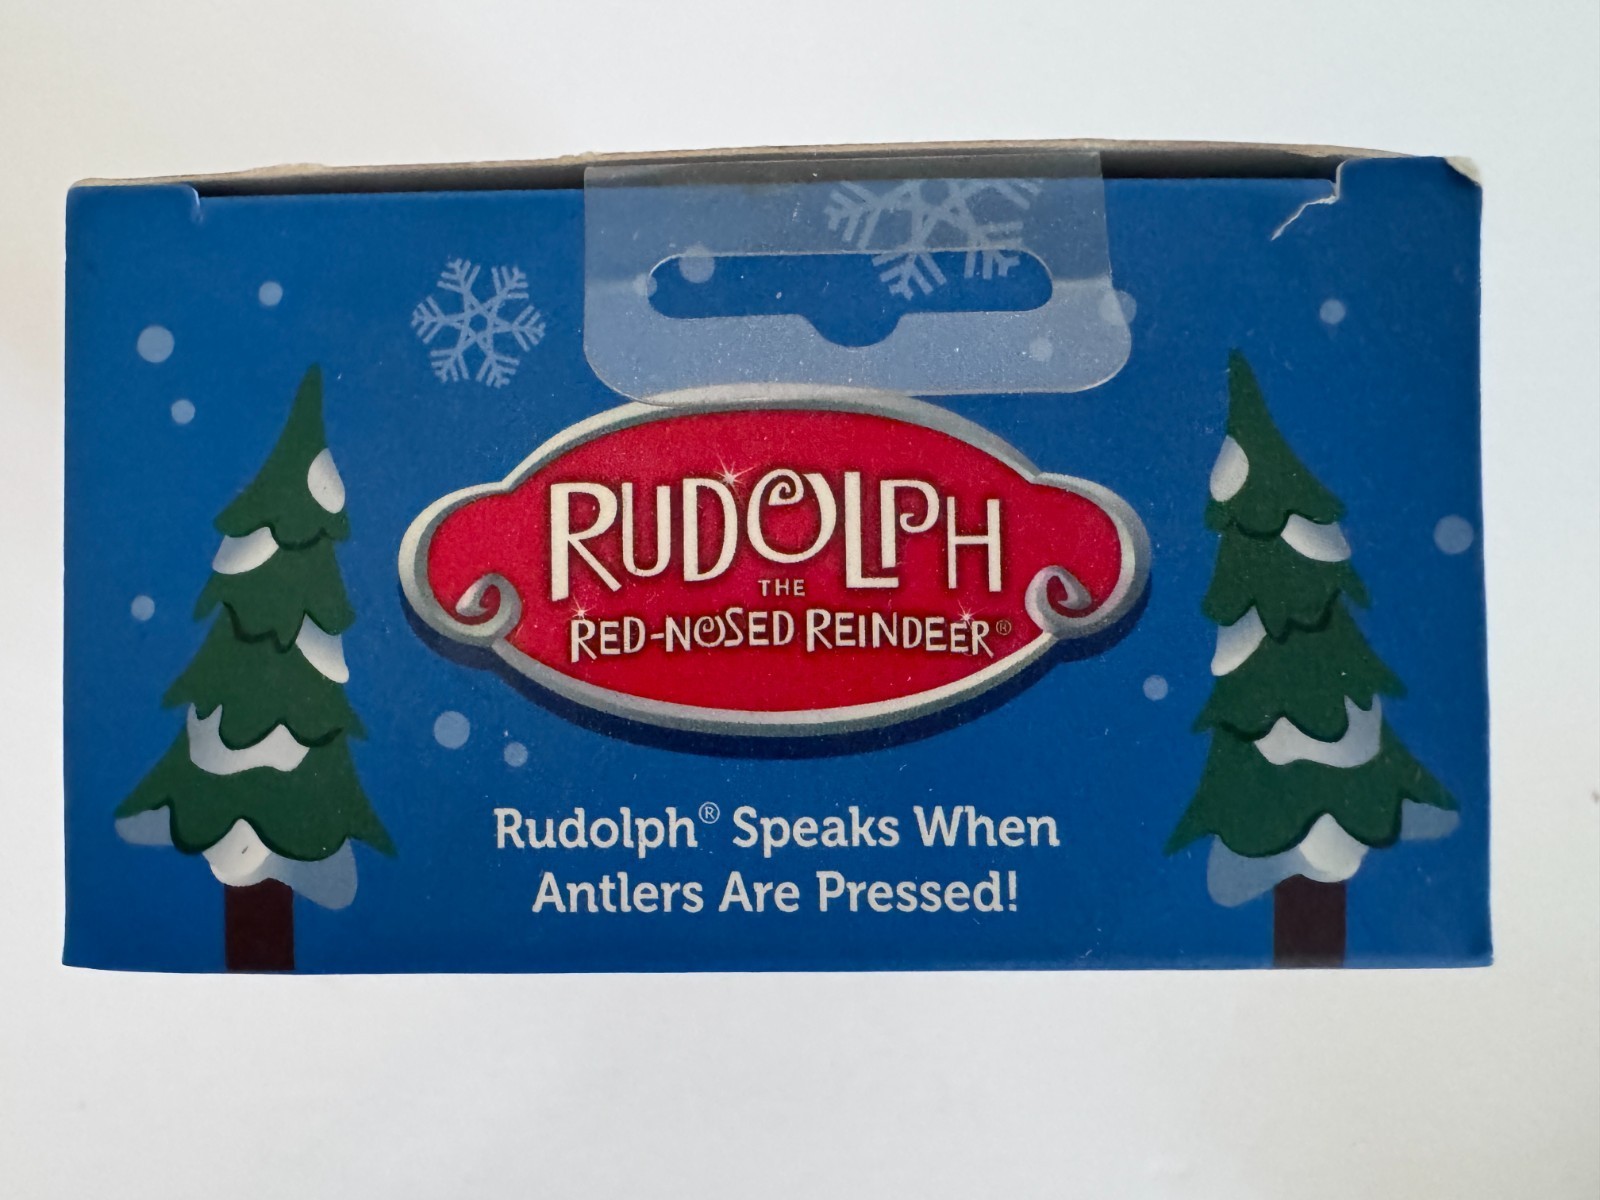 RUDOLPH
THE
RED-NOSED REINDEER®
Rudolph® Speaks When
Antlers Are Pressed!